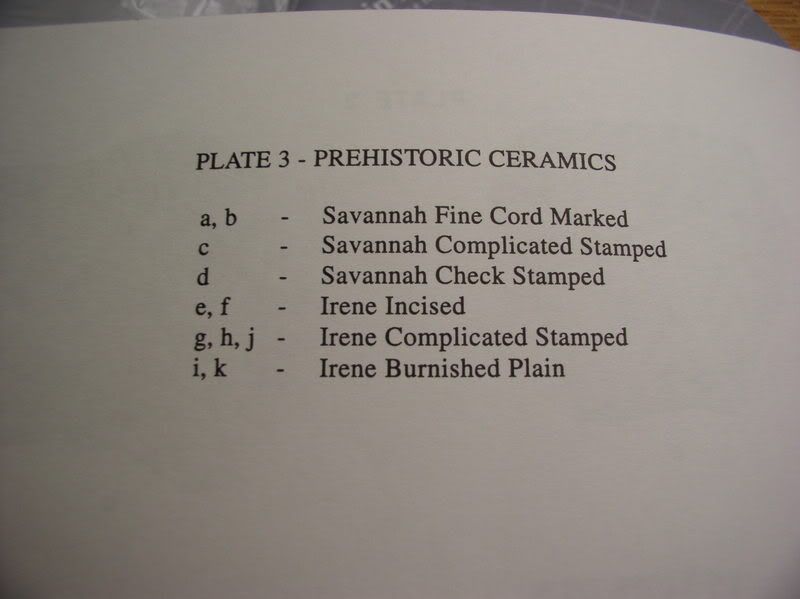 PLATE 3 - PREHISTORIC CERAMICS
a, b - Savannah Fine Cord Marked
c - Savannah Complicated Stamped
d - Savannah Check Stamped
e, f - Irene Incised
g, h, j - Irene Complicated Stamped
i, k - Irene Burnished Plain